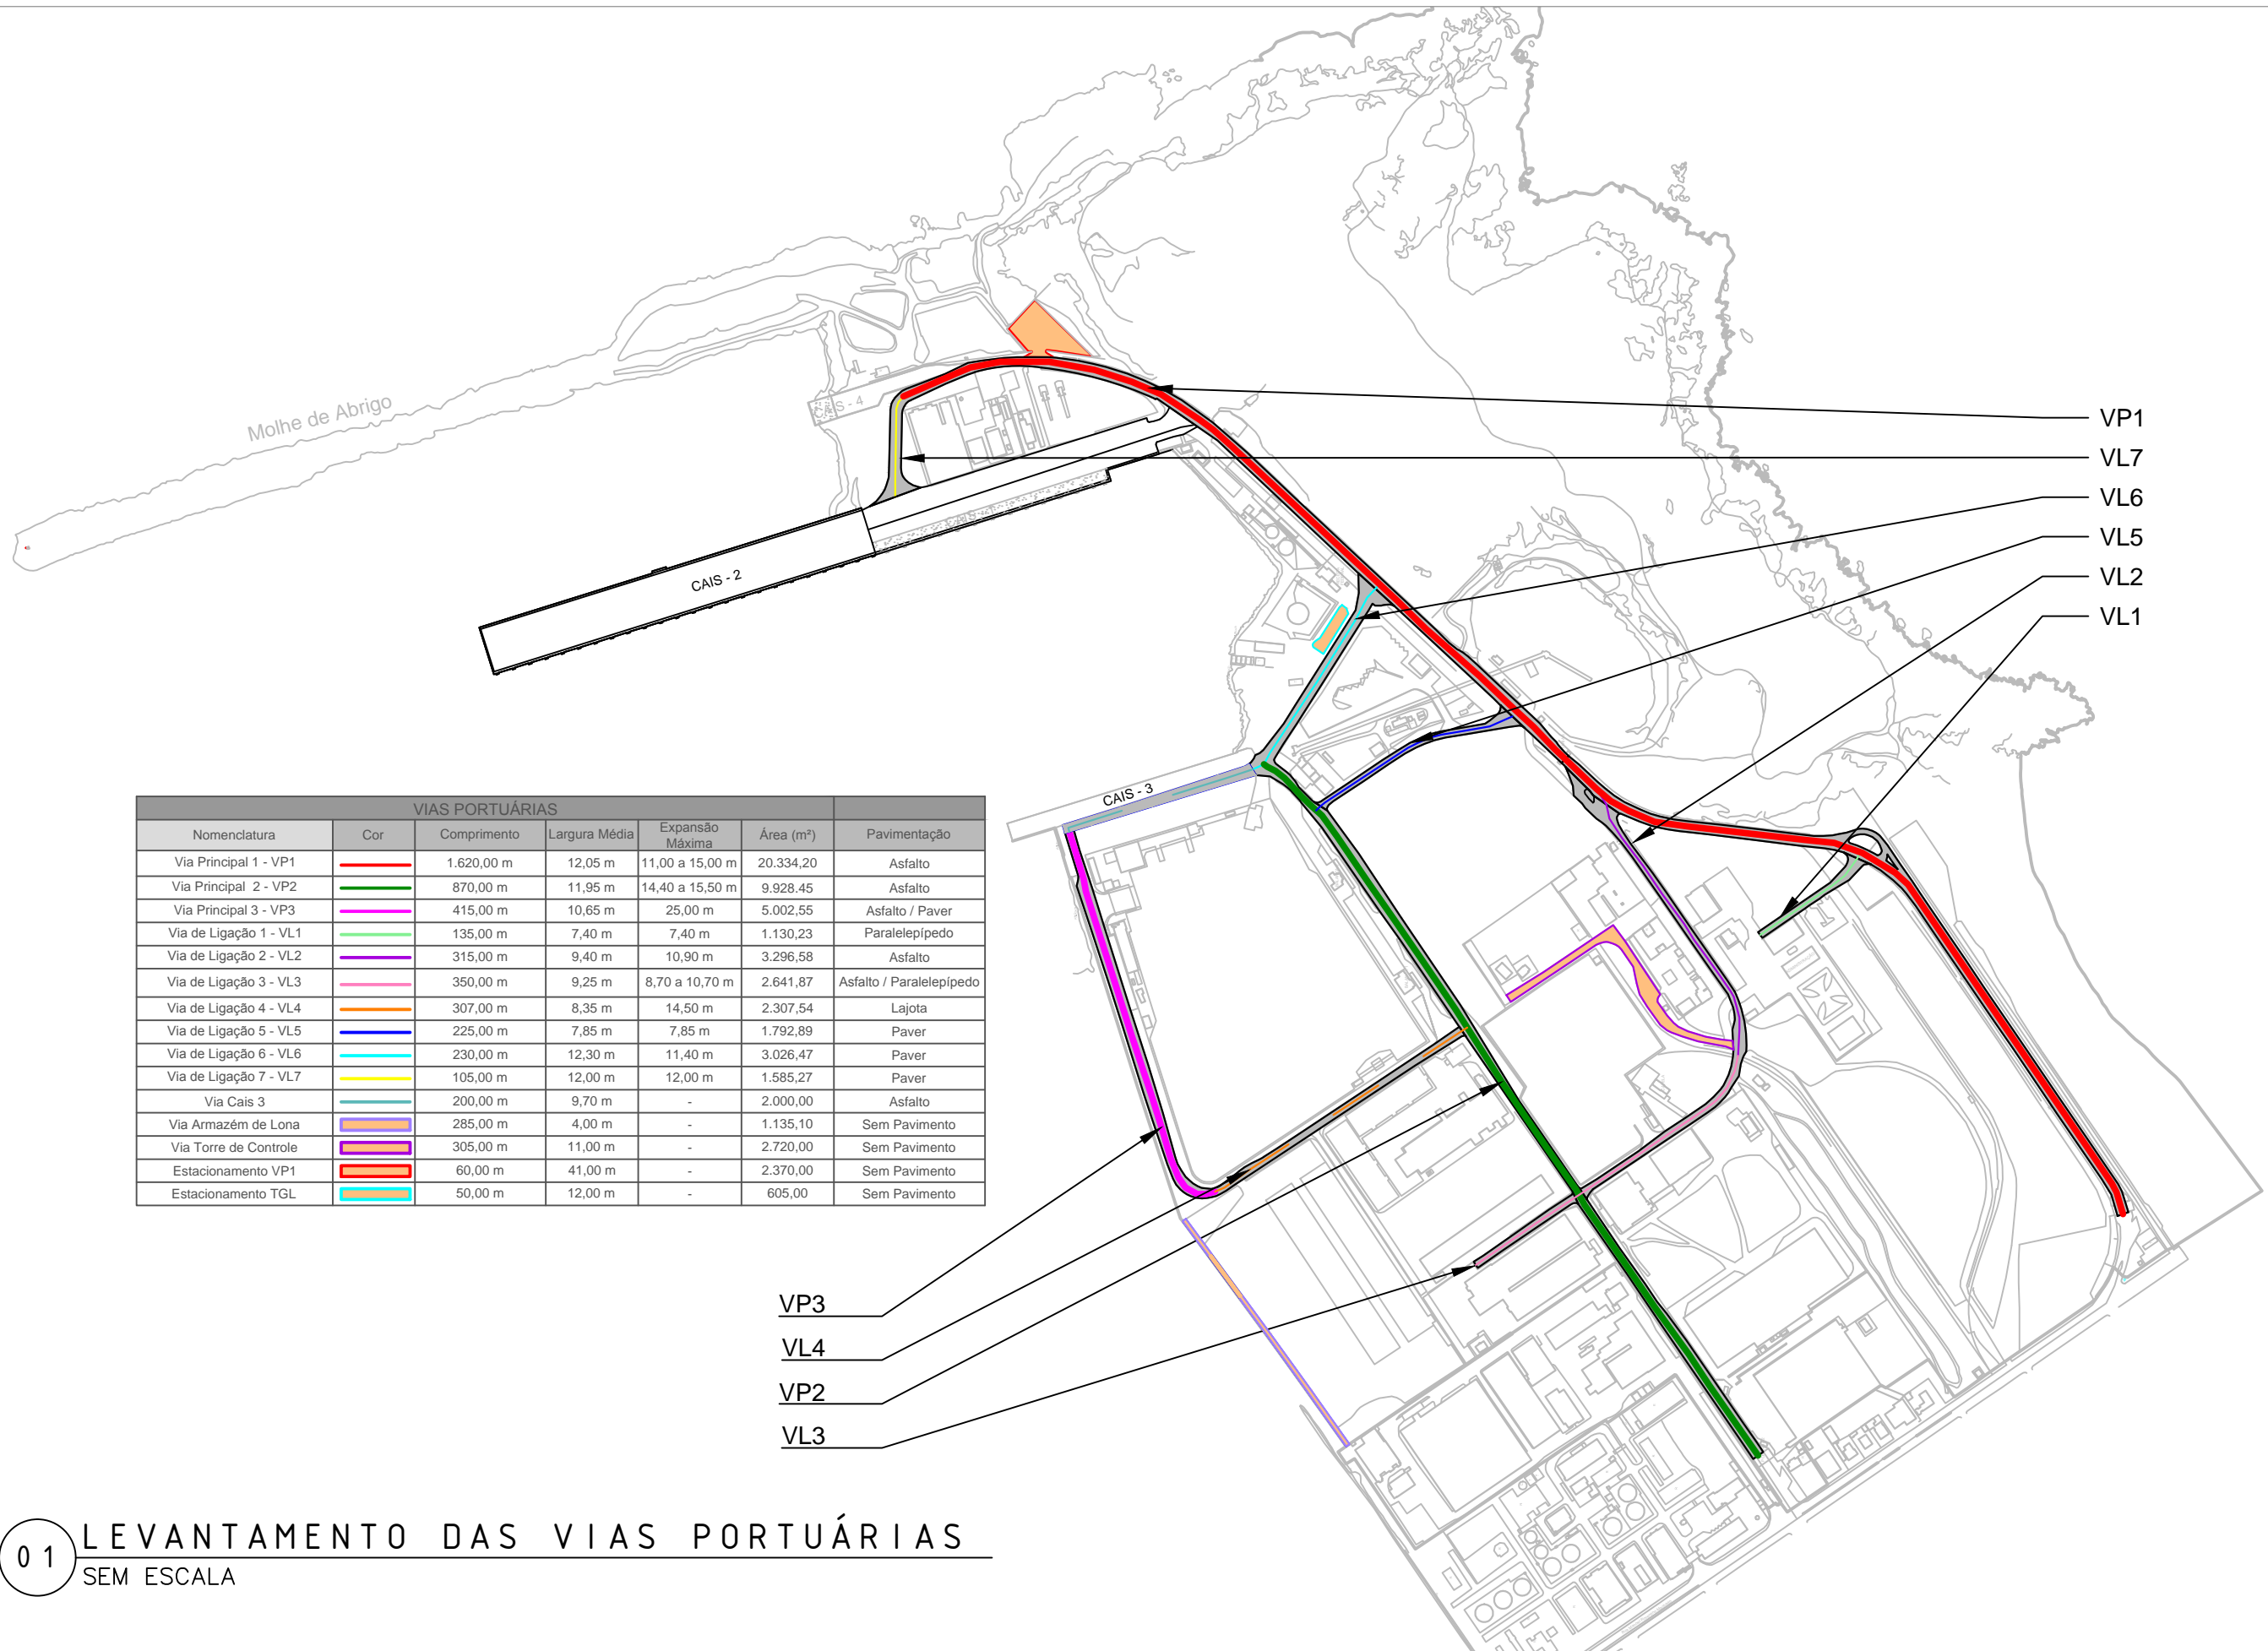 Molhe de Abrigo
CAIS - 4
CAIS - 2
CAIS - 3
VP1
VL7
VL6
VL5
VL2
VL1
VIAS PORTUÁRIAS
Nomenclatura Cor Comprimento Largura Média Expansão Máxima Área (m²) Pavimentação
Via Principal 1 - VP1 1.620,00 m 12,05 m 11,00 a 15,00 m 20.334,20 Asfalto
Via Principal 2 - VP2 870,00 m 11,95 m 14,40 a 15,50 m 9.928.45 Asfalto
Via Principal 3 - VP3 415,00 m 10,65 m 25,00 m 5.002,55 Asfalto / Paver
Via de Ligação 1 - VL1 135,00 m 7,40 m 7,40 m 1.130,23 Paralelepípedo
Via de Ligação 2 - VL2 315,00 m 9,40 m 10,90 m 3.296,58 Asfalto
Via de Ligação 3 - VL3 350,00 m 9,25 m 8,70 a 10,70 m 2.641,87 Asfalto / Paralelepípedo
Via de Ligação 4 - VL4 307,00 m 8,35 m 14,50 m 2.307,54 Lajota
Via de Ligação 5 - VL5 225,00 m 7,85 m 7,85 m 1.792,89 Paver
Via de Ligação 6 - VL6 230,00 m 12,30 m 11,40 m 3.026,47 Paver
Via de Ligação 7 - VL7 105,00 m 12,00 m 12,00 m 1.585,27 Paver
Via Cais 3 200,00 m 9,70 m - 2.000,00 Asfalto
Via Armazém de Lona 285,00 m 4,00 m - 1.135,10 Sem Pavimento
Via Torre de Controle 305,00 m 11,00 m - 2.720,00 Sem Pavimento
Estacionamento VP1 60,00 m 41,00 m - 2.370,00 Sem Pavimento
Estacionamento TGL 50,00 m 12,00 m - 605,00 Sem Pavimento
VP3
VL4
VP2
VL3
01 LEVANTAMENTO DAS VIAS PORTUÁRIAS
SEM ESCALA